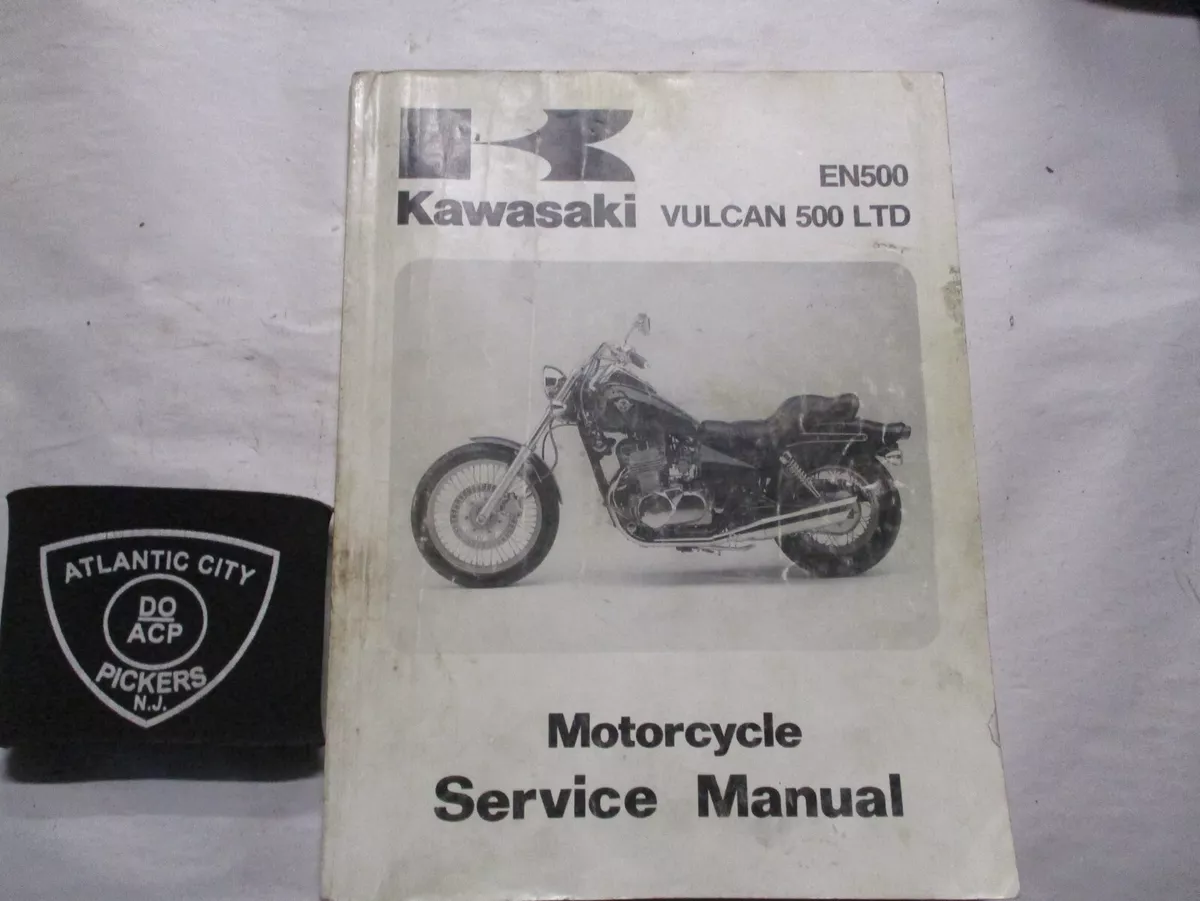 Kawasaki
EN500
VULCAN 500 LTD
Motorcycle
Service Manual
ATLANTIC CITY
DO
ACP
PICKERS
N.J.